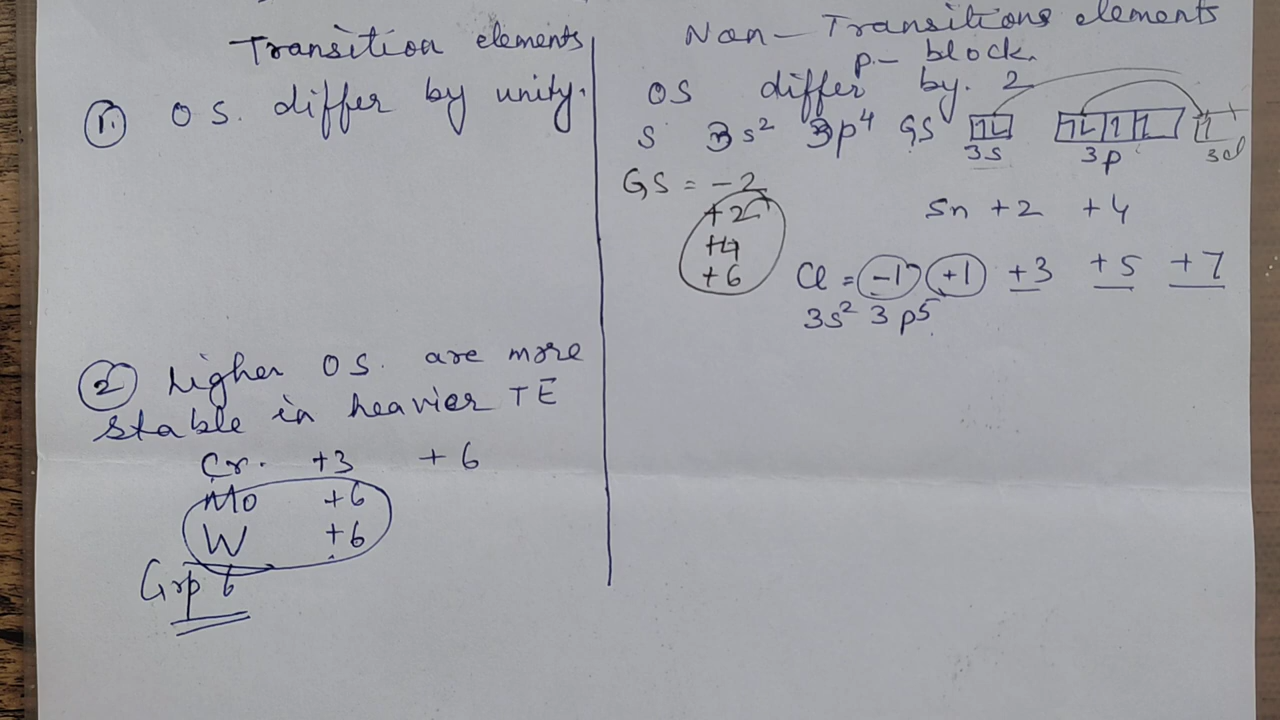 Transition elements
① OS. differ by unity.
② higher OS. are more
stable in heavier TE
Cr. +3 +6
Mo +6
W +6
Grp 6
Non-Transitions elements
p-block.
OS differ by. 2
S 3s² 3p⁴ GS
3s 3p 3d
GS = -2
+2
+4
+6
Sn +2 +4
Cl = -1 +1 +3 +5 +7
3s² 3p⁵